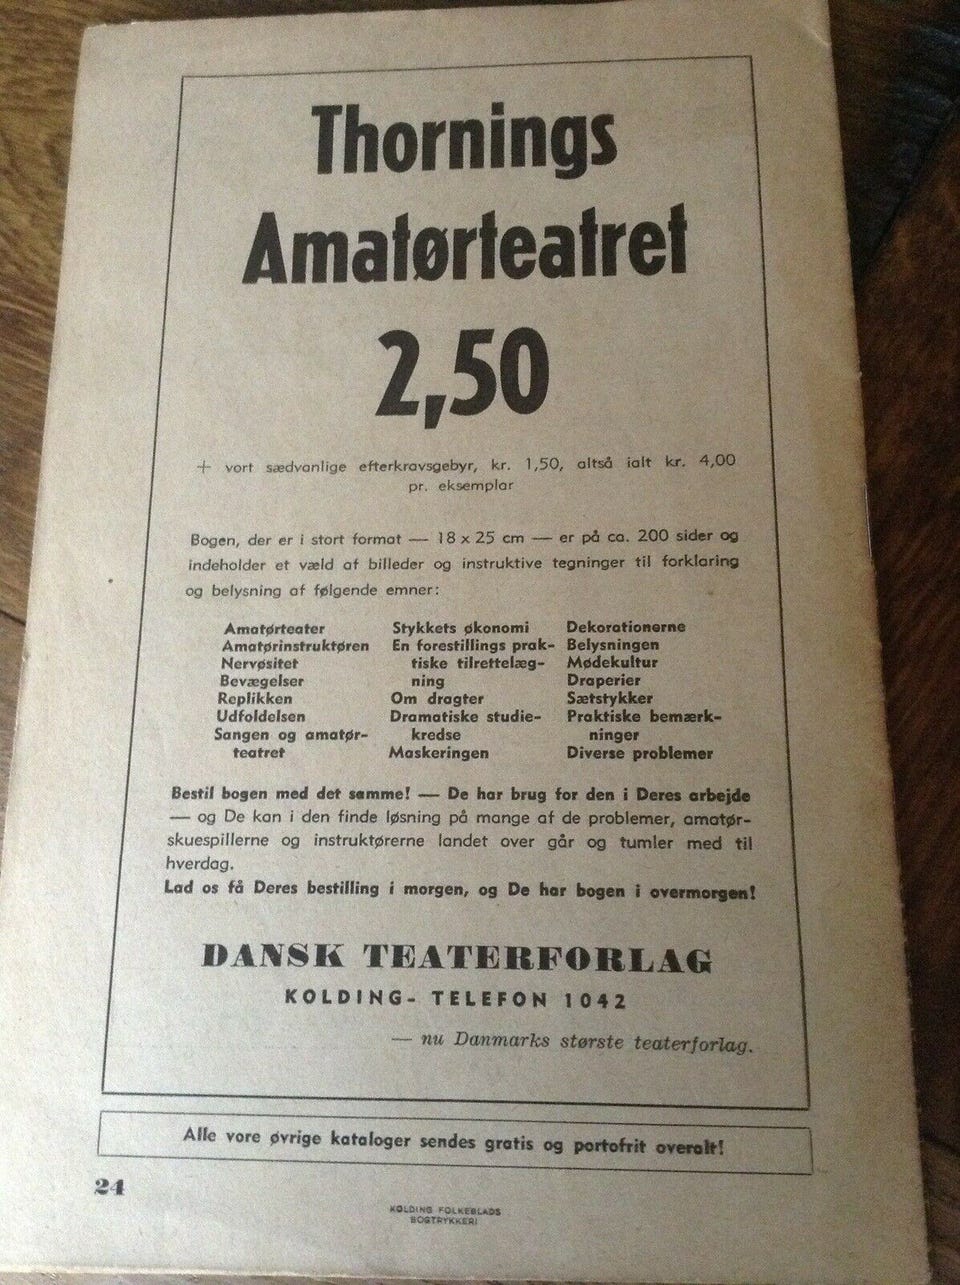 Thornings
Amatørteatret
2,50
+ vort sædvanlige efterkravsgebyr, kr. 1,50, altså ialt kr. 4,00
pr. eksemplar
Bogen, der er i stort format — 18 x 25 cm — er på ca. 200 sider og
indeholder et væld af billeder og instruktive tegninger til forklaring
og belysning af følgende emner:
Amatørteater
Amatørinstruktøren
Nervøsitet
Bevægelser
Replikken
Udfoldelsen
Sangen og amatør-
teatret
Stykkets økonomi
En forestillings prak-
tiske tilrettelæg-
ning
Om dragter
Dramatiske studie-
kredse
Maskeringen
Dekorationerne
Belysningen
Mødekultur
Draperier
Sætstykker
Praktiske bemærk-
ninger
Diverse problemer
Bestil bogen med det samme! — De har brug for den i Deres arbejde
— og De kan i den finde løsning på mange af de problemer, amatør-
skuespillerne og instruktørerne landet over går og tumler med til
hverdag.
Lad os få Deres bestilling i morgen, og De har bogen i overmorgen!
DANSK TEATERFORLAG
KOLDING - TELEFON 1042
— nu Danmarks største teaterforlag.
Alle vore øvrige kataloger sendes gratis og portofrit overalt!
24
KOLDING FOLKEBLADS
BOGTRYKKERI